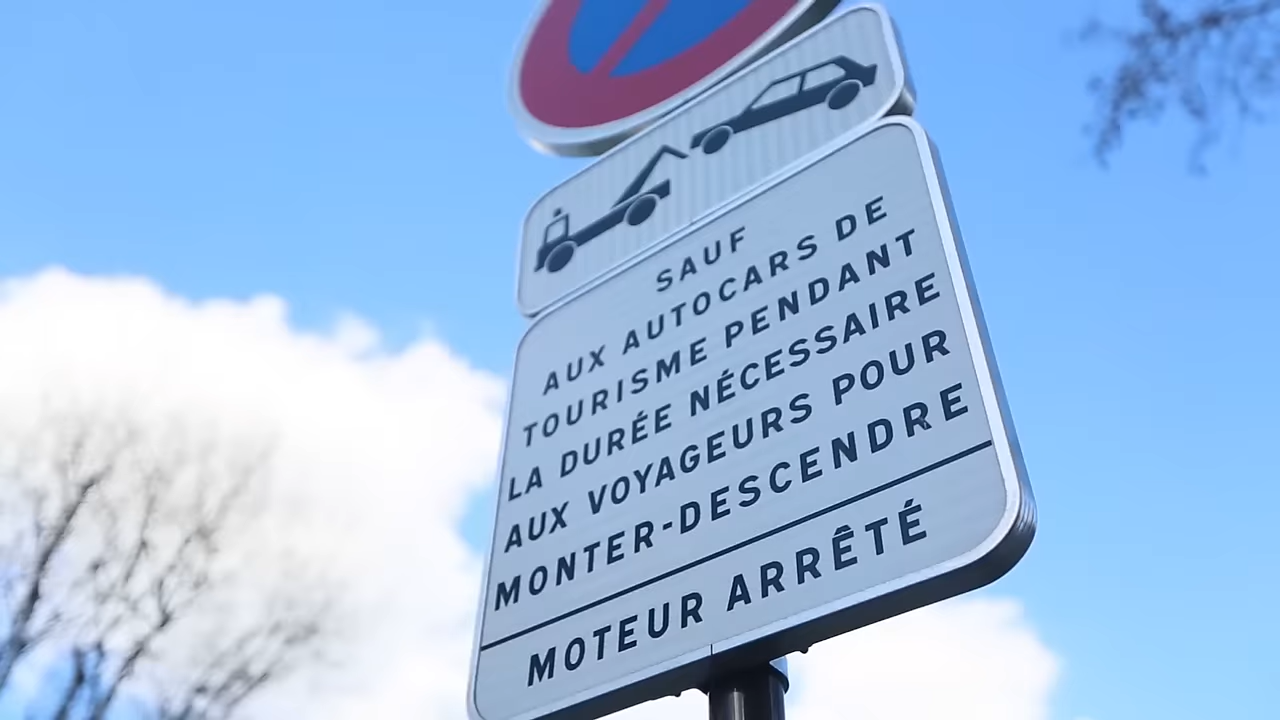 SAUF
AUX AUTOCARS DE
TOURISME PENDANT
LA DURÉE NÉCESSAIRE
AUX VOYAGEURS POUR
MONTER-DESCENDRE
MOTEUR ARRÊTÉ